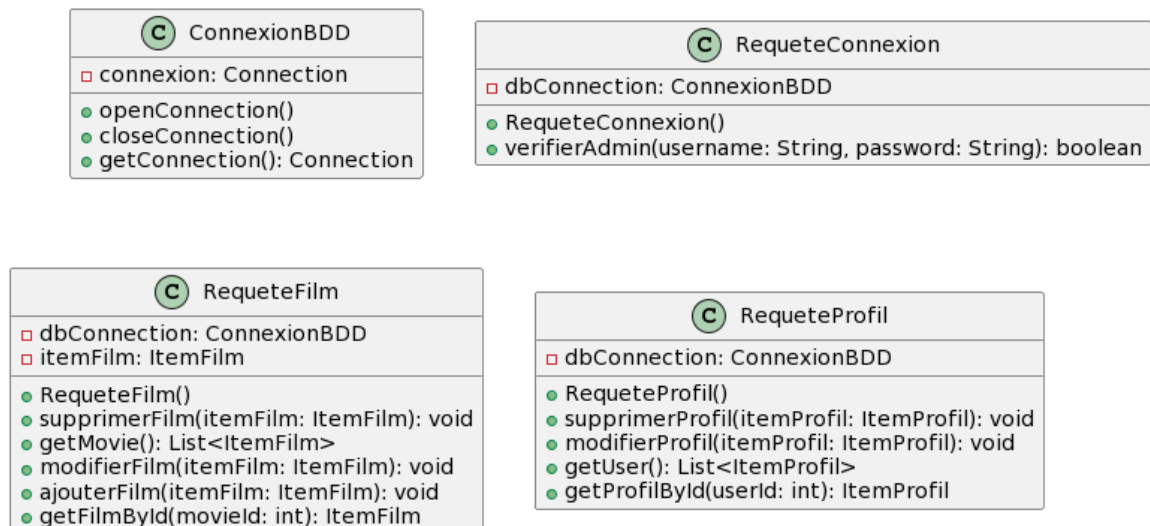 C ConnexionBDD
connexion: Connection
openConnection()
closeConnection()
getConnection(): Connection
C RequeteConnexion
dbConnection: ConnexionBDD
RequeteConnexion()
verifierAdmin(username: String, password: String): boolean
C RequeteFilm
dbConnection: ConnexionBDD
itemFilm: ItemFilm
RequeteFilm()
supprimerFilm(itemFilm: ItemFilm): void
getMovie(): List<ItemFilm>
modifierFilm(itemFilm: ItemFilm): void
ajouterFilm(itemFilm: ItemFilm): void
getFilmById(movieId: int): ItemFilm
C RequeteProfil
dbConnection: ConnexionBDD
RequeteProfil()
supprimerProfil(itemProfil: ItemProfil): void
modifierProfil(itemProfil: ItemProfil): void
getUser(): List<ItemProfil>
getProfilById(userId: int): ItemProfil